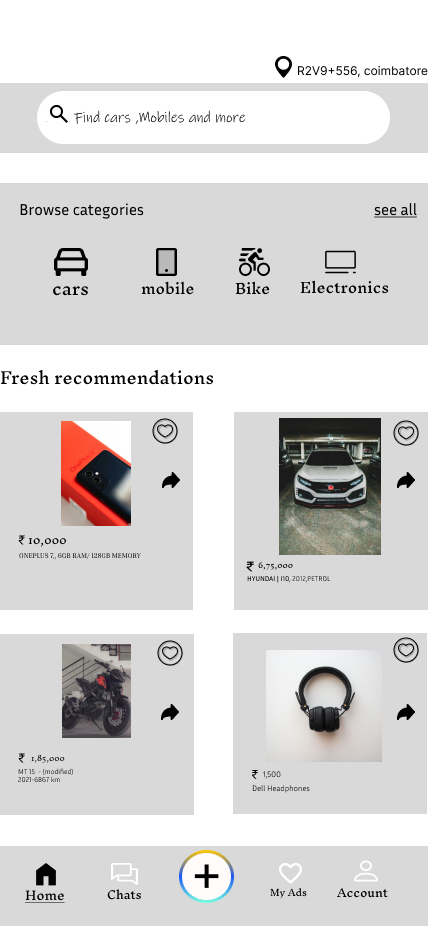 R2V9+556, coimbatore
Find cars ,Mobiles and more
Browse categories
see all
cars
mobile
Bike
Electronics
Fresh recommendations
₹ 10,000
ONEPLUS 7,, 6GB RAM/ 128GB MEMORY
₹ 6,75,000
HYUNDAI | I10, 2012,PETROL
₹ 1,85,000
MT 15 - (modified)
2021-6867 km
₹ 1,500
Dell Headphones
Home
Chats
My Ads
Account